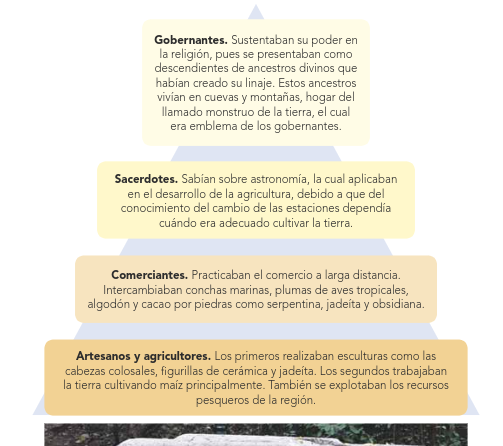 Gobernantes. Sustentaban su poder en
la religión, pues se presentaban como
descendientes de ancestros divinos que
habían creado su linaje. Estos ancestros
vivían en cuevas y montañas, hogar del
llamado monstruo de la tierra, el cual
era emblema de los gobernantes.
Sacerdotes. Sabían sobre astronomía, la cual aplicaban
en el desarrollo de la agricultura, debido a que del
conocimiento del cambio de las estaciones dependía
cuándo era adecuado cultivar la tierra.
Comerciantes. Practicaban el comercio a larga distancia.
Intercambiaban conchas marinas, plumas de aves tropicales,
algodón y cacao por piedras como serpentina, jadeíta y obsidiana.
Artesanos y agricultores. Los primeros realizaban esculturas como las
cabezas colosales, figurillas de cerámica y jadeíta. Los segundos trabajaban
la tierra cultivando maíz principalmente. También se explotaban los recursos
pesqueros de la región.